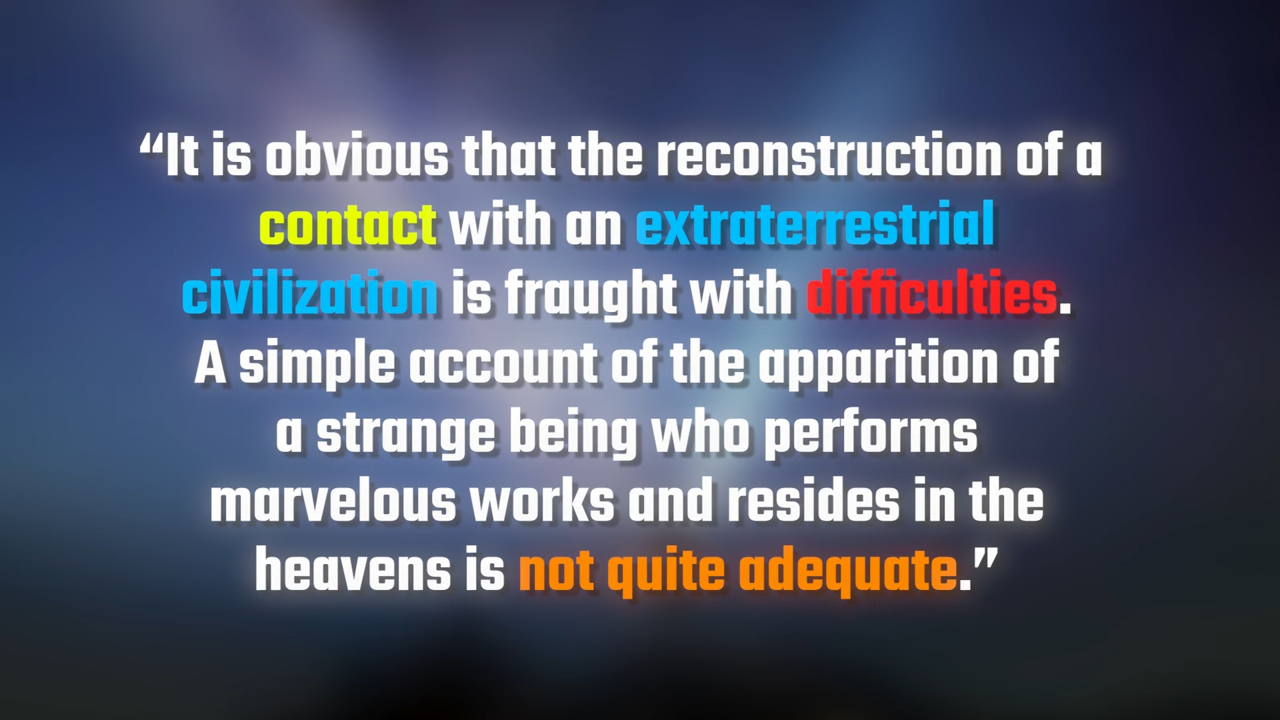 “It is obvious that the reconstruction of a
contact with an extraterrestrial
civilization is fraught with difficulties.
A simple account of the apparition of
a strange being who performs
marvelous works and resides in the
heavens is not quite adequate.”